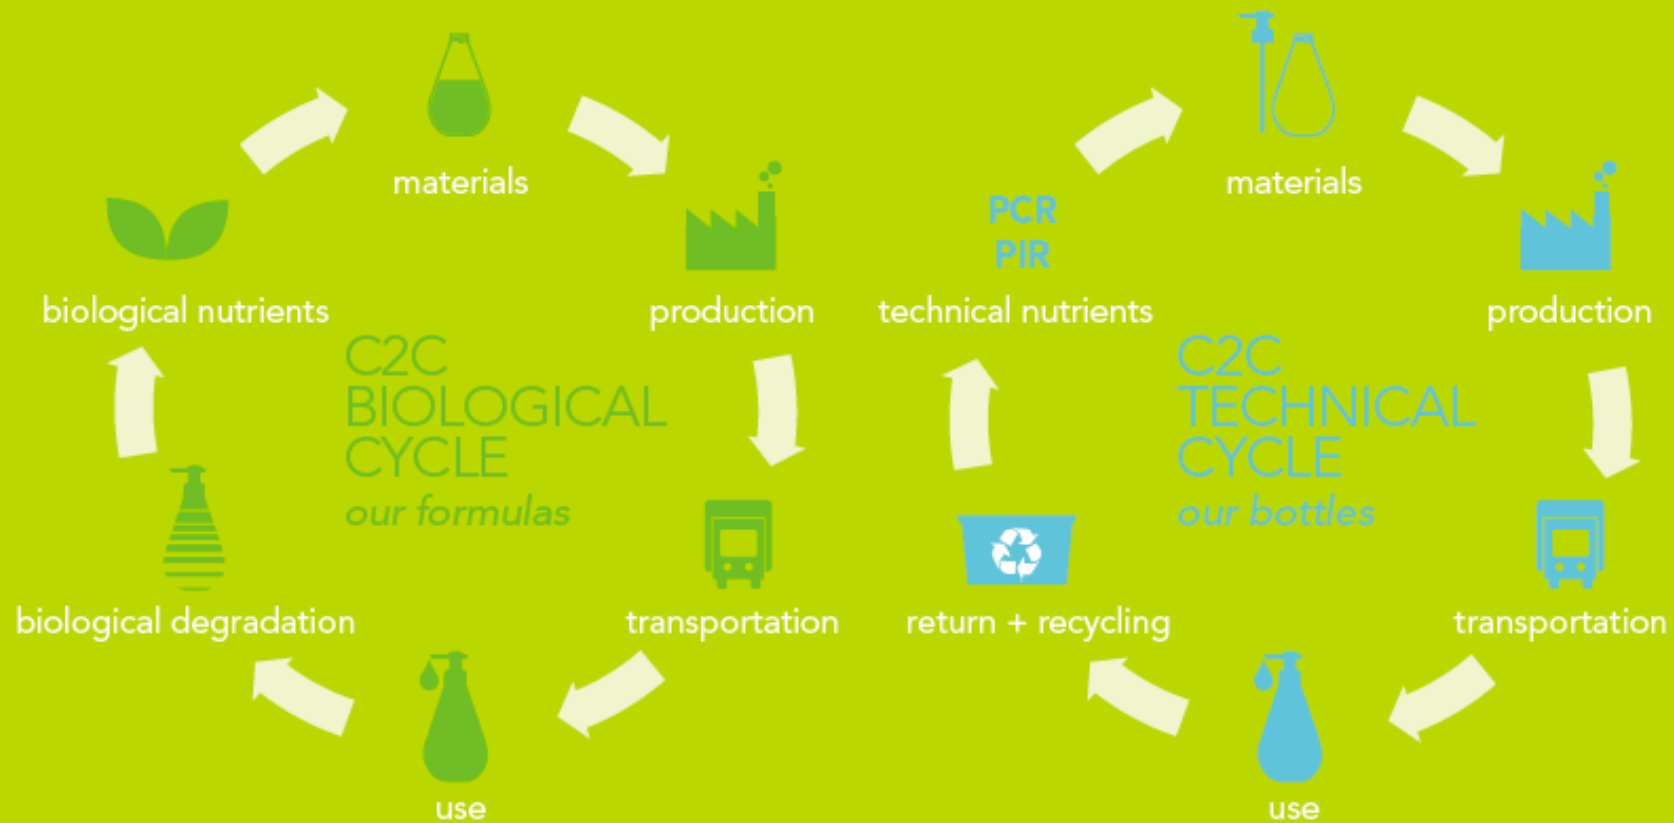 materials
biological nutrients
production
C2C
BIOLOGICAL
CYCLE
our formulas
biological degradation
transportation
use
materials
PCR
PIR
technical nutrients
production
C2C
TECHNICAL
CYCLE
our bottles
return + recycling
transportation
use